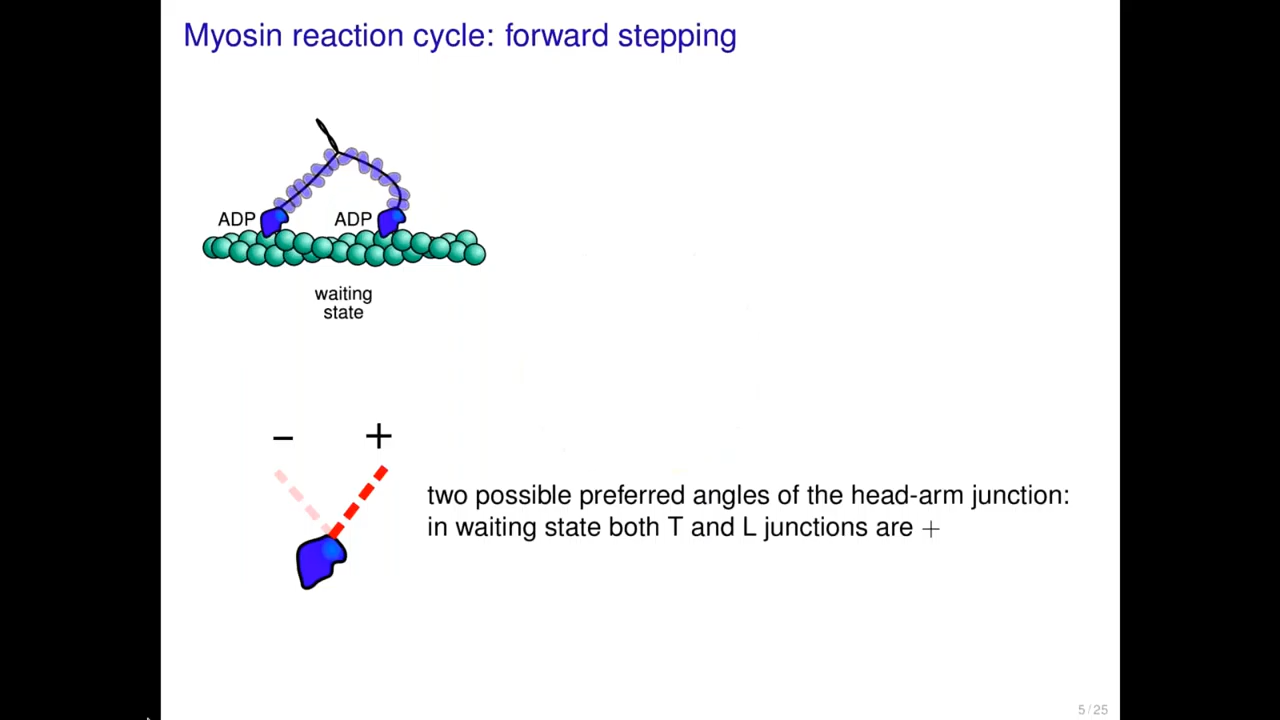 Myosin reaction cycle: forward stepping
ADP
ADP
waiting
state
− +
two possible preferred angles of the head-arm junction:
in waiting state both T and L junctions are +
5 / 25